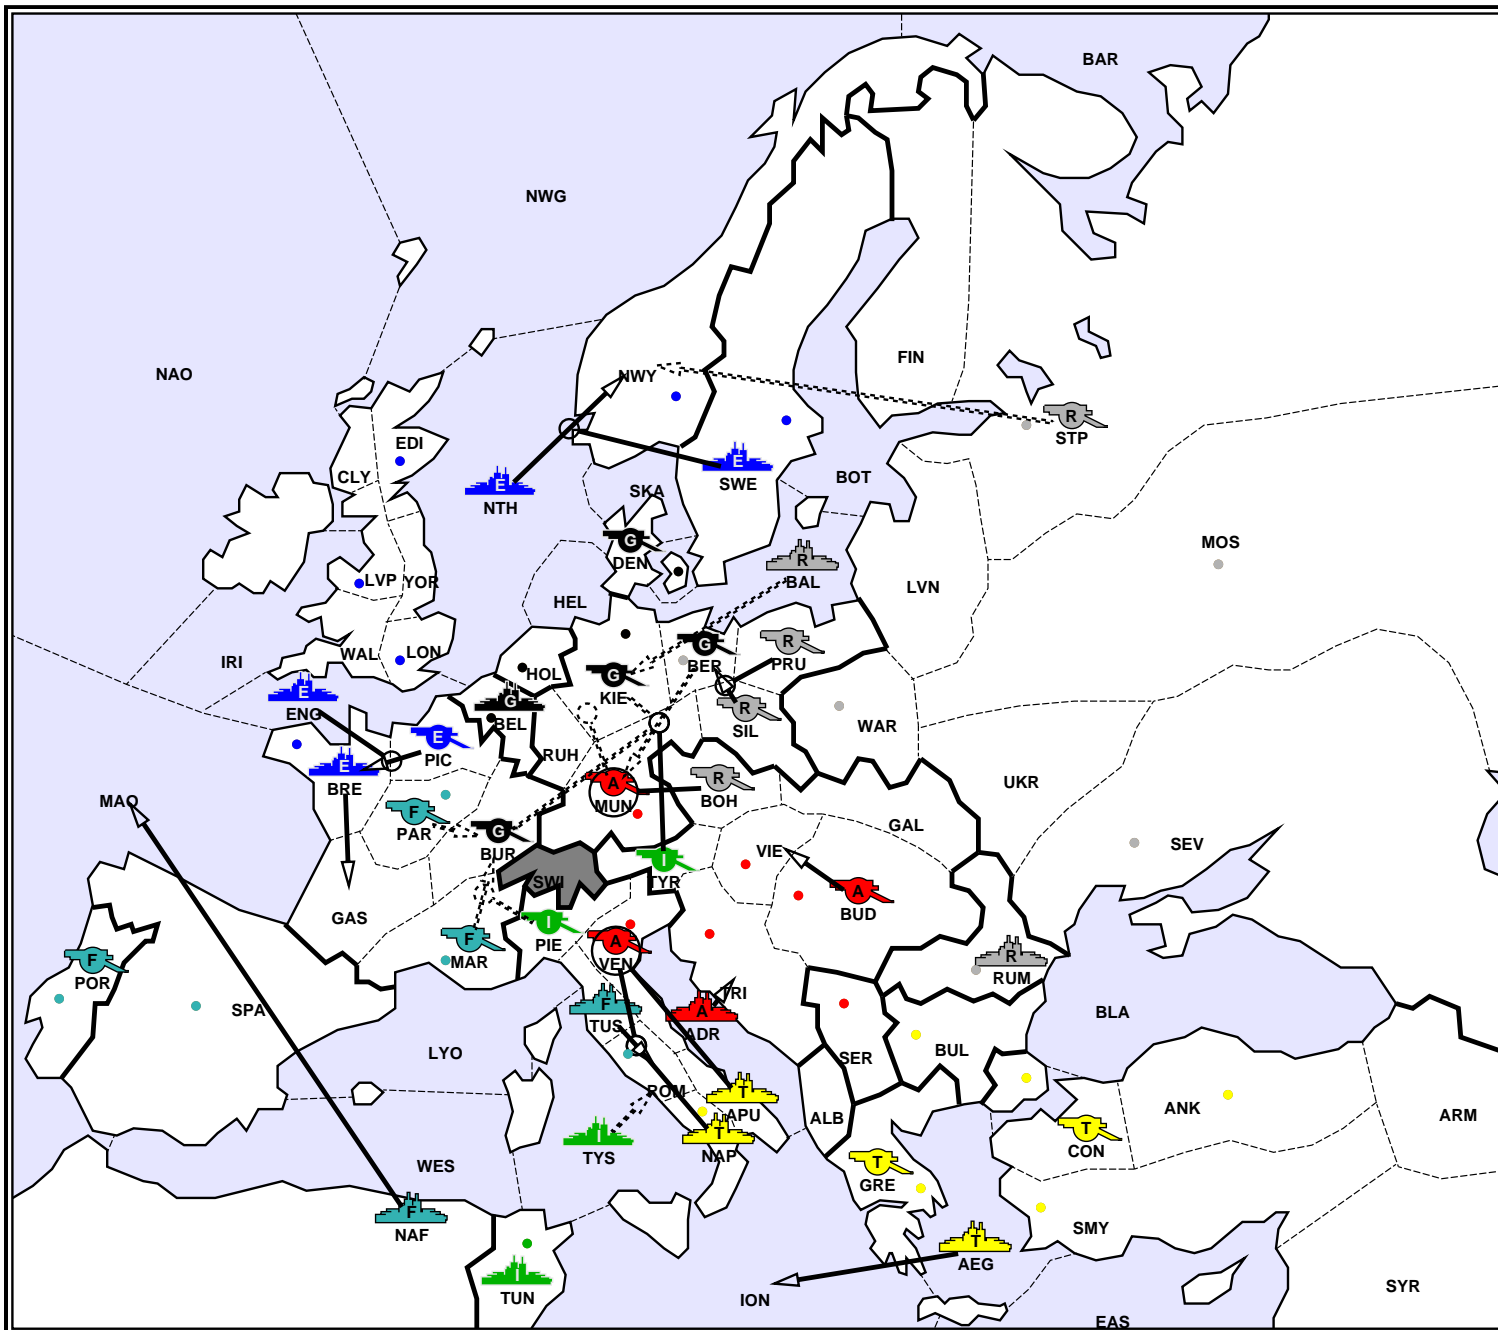 BAR
NWG
NAO
NWY
FIN
R
STP
EDI
CLY
E
NTH
E
SWE
SKA
BOT
MOS
G
DEN
R
BAL
LVP
YOR
LVN
HEL
IRI
WAL
LON
HOL
G
KIE
G
BER
R
PRU
E
ENG
G
BEL
R
SIL
WAR
E
PIC
RUH
E
BRE
A
MUN
R
BOH
UKR
MAO
F
PAR
G
BUR
GAL
SEV
VIE
SWI
I
TYR
A
BUD
GAS
F
MAR
I
PIE
A
VEN
R
RUM
F
POR
SPA
F
TUS
A
ADR
TRI
BLA
LYO
SER
BUL
ROM
T
APU
ALB
ANK
ARM
I
TYS
T
NAP
T
CON
WES
T
GRE
F
NAF
SMY
T
AEG
I
TUN
ION
SYR
EAS